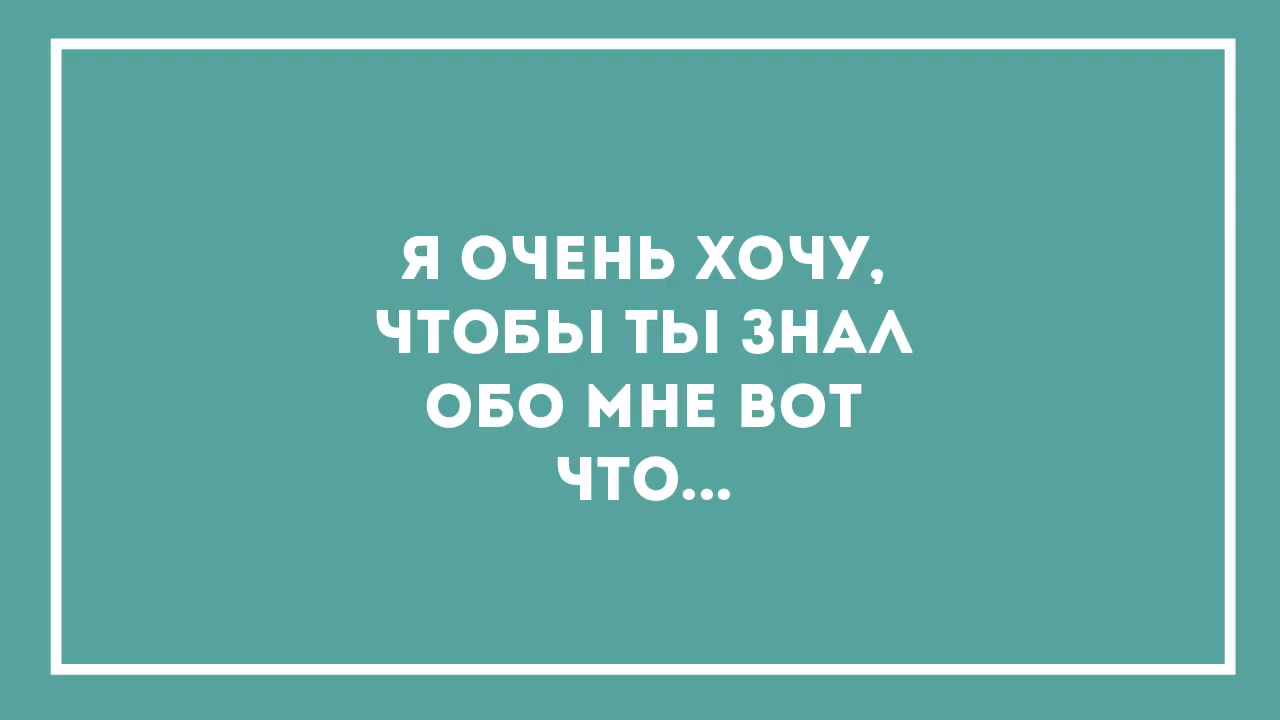 Я ОЧЕНЬ ХОЧУ,
ЧТОБЫ ТЫ ЗНАЛ
ОБО МНЕ ВОТ
ЧТО...